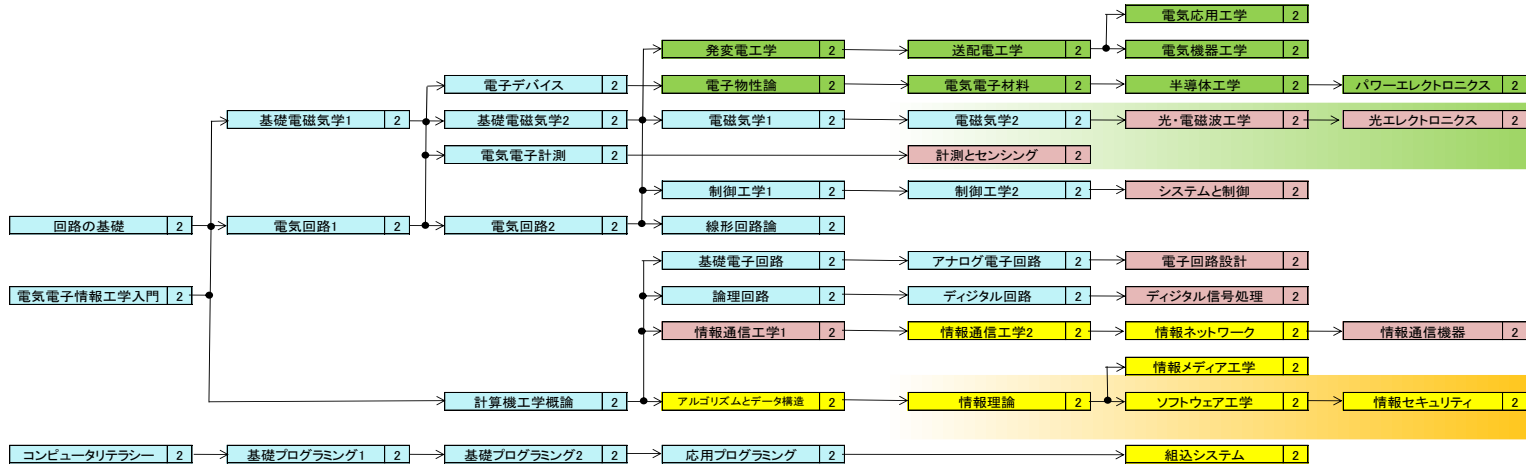 電気応用工学 2
発変電工学 2 送配電工学 2 電気機器工学 2
電子デバイス 2 電子物性論 2 電気電子材料 2 半導体工学 2 パワーエレクトロニクス 2
基礎電磁気学1 2 基礎電磁気学2 2 電磁気学1 2 電磁気学2 2 光・電磁波工学 2 光エレクトロニクス 2
電気電子計測 2 計測とセンシング 2
制御工学1 2 制御工学2 2 システムと制御 2
回路の基礎 2 電気回路1 2 電気回路2 2 線形回路論 2
基礎電子回路 2 アナログ電子回路 2 電子回路設計 2
電気電子情報工学入門 2 論理回路 2 ディジタル回路 2 ディジタル信号処理 2
情報通信工学1 2 情報通信工学2 2 情報ネットワーク 2 情報通信機器 2
情報メディア工学 2
計算機工学概論 2 アルゴリズムとデータ構造 2 情報理論 2 ソフトウェア工学 2 情報セキュリティ 2
コンピュータリテラシー 2 基礎プログラミング1 2 基礎プログラミング2 2 応用プログラミング 2 組込システム 2